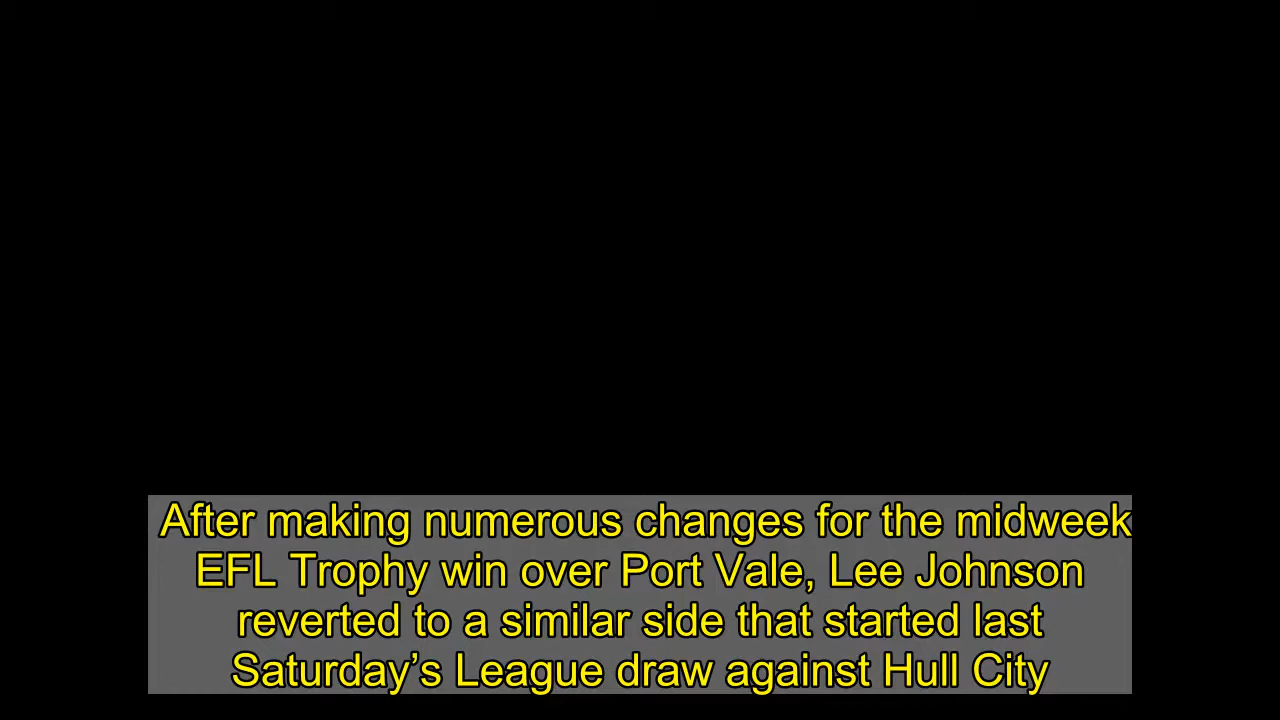 After making numerous changes for the midweek
EFL Trophy win over Port Vale, Lee Johnson
reverted to a similar side that started last
Saturday’s League draw against Hull City